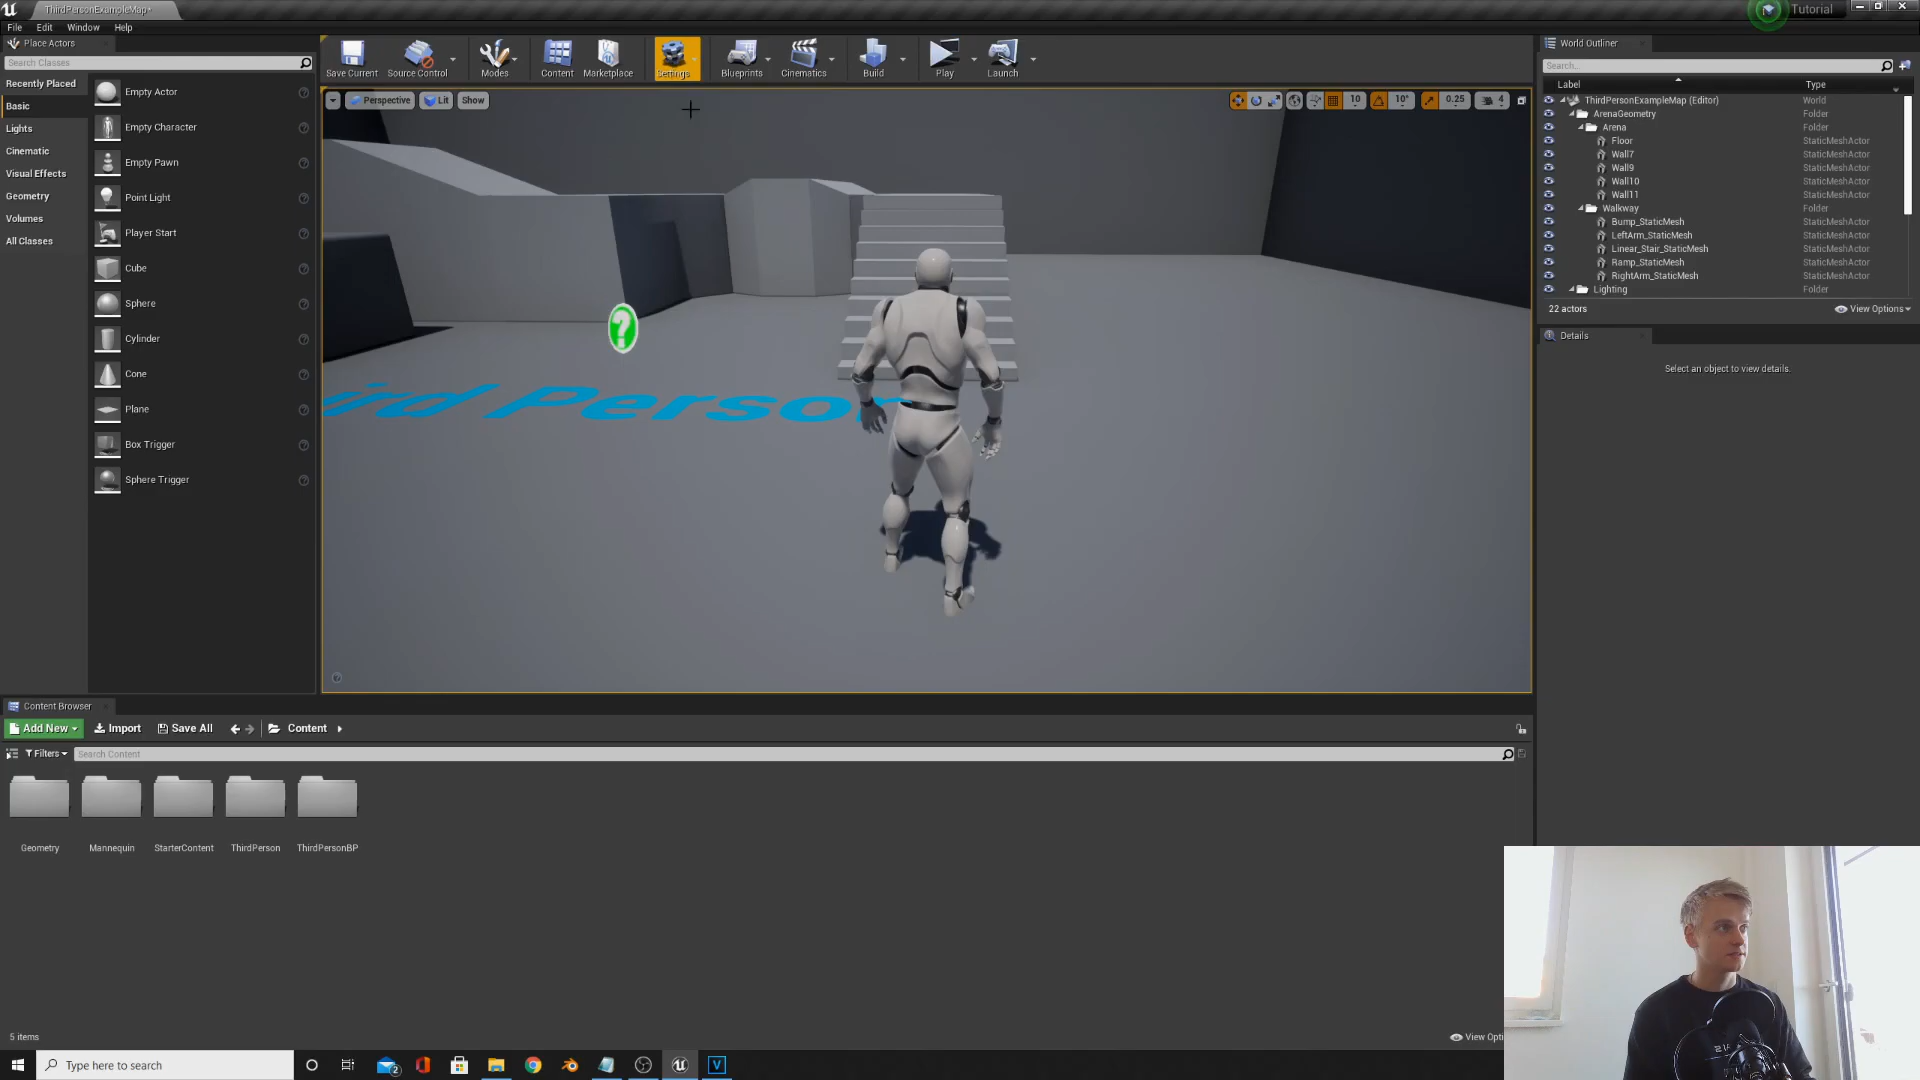 ThirdPersonExampleMap*
Tutorial
File Edit Window Help
Place Actors
Search Classes
Recently Placed
Basic
Lights
Cinematic
Visual Effects
Geometry
Volumes
All Classes
Empty Actor
Empty Character
Empty Pawn
Point Light
Player Start
Cube
Sphere
Cylinder
Cone
Plane
Box Trigger
Sphere Trigger
Save Current
Source Control
Modes
Content
Marketplace
Settings
Blueprints
Cinematics
Build
Play
Launch
Perspective
Lit
Show
10
10°
0.25
4
?
ird Person
World Outliner
Search...
Label Type
ThirdPersonExampleMap (Editor) World
ArenaGeometry Folder
Arena Folder
Floor StaticMeshActor
Wall7 StaticMeshActor
Wall9 StaticMeshActor
Wall10 StaticMeshActor
Wall11 StaticMeshActor
Walkway Folder
Bump_StaticMesh StaticMeshActor
LeftArm_StaticMesh StaticMeshActor
Linear_Stair_StaticMesh StaticMeshActor
Ramp_StaticMesh StaticMeshActor
RightArm_StaticMesh StaticMeshActor
Lighting Folder
22 actors
View Options
Details
Select an object to view details.
Content Browser
Add New Import Save All Content
Filters
Search Content
Geometry
Mannequin
StarterContent
ThirdPerson
ThirdPersonBP
5 items
View Opti
Type here to search
2
V